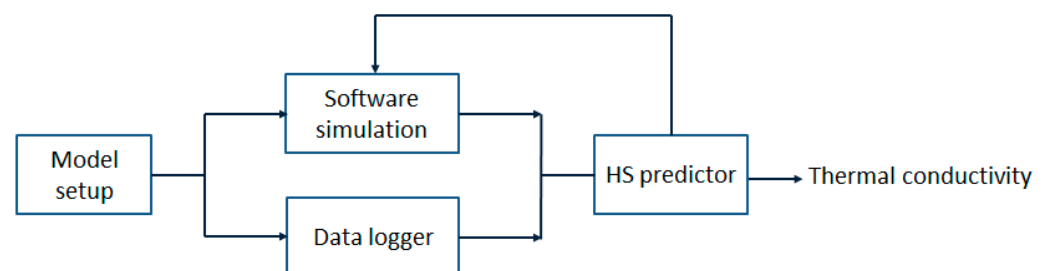 Software
simulation
Model
setup
HS predictor
Thermal conductivity
Data logger